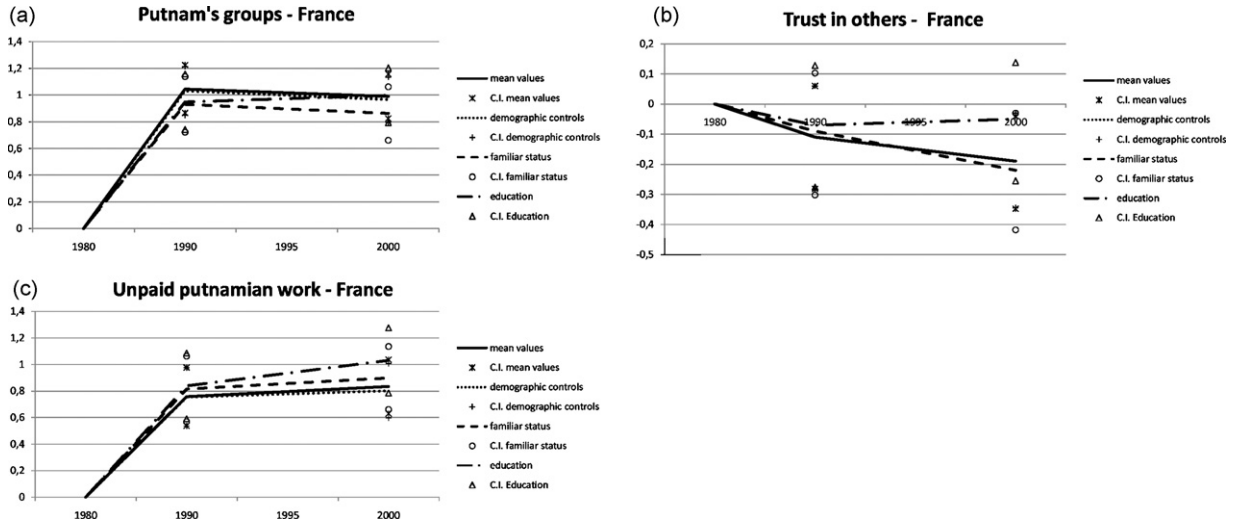 (a)
Putnam's groups - France
1,4
1,2
1
0,8
0,6
0,4
0,2
0
1980 1990 1995 2000
mean values
C.I. mean values
demographic controls
C.I. demographic controls
familiar status
C.I. familiar status
education
C.I. Education
(b)
Trust in others - France
0,2
0,1
0
-0,1
-0,2
-0,3
-0,4
-0,5
1980 1990 1995 2000
mean values
C.I. mean values
demographic controls
C.I. demographic controls
familiar status
C.I. familiar status
education
C.I. Education
(c)
Unpaid putnamian work - France
1,4
1,2
1
0,8
0,6
0,4
0,2
0
1980 1990 1995 2000
mean values
C.I. mean values
demographic controls
C.I. demographic controls
familiar status
C.I. familiar status
education
C.I. Education